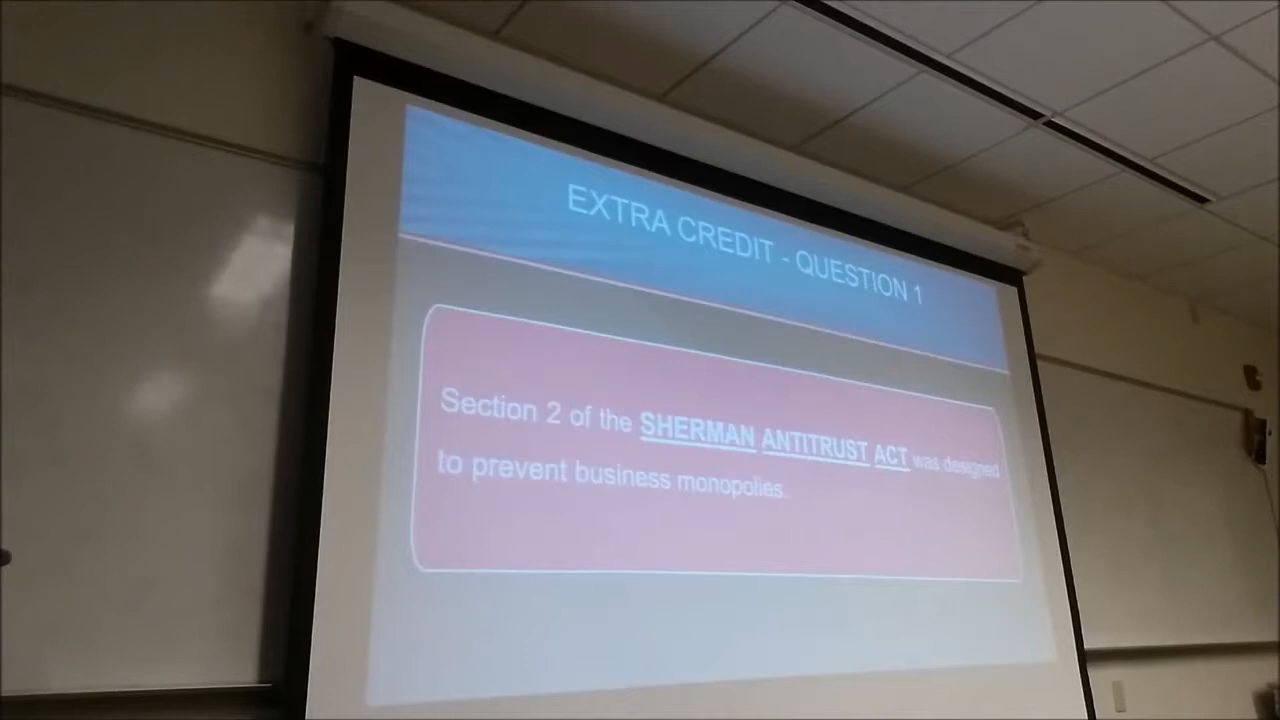 EXTRA CREDIT - QUESTION 1
Section 2 of the SHERMAN ANTITRUST ACT was designed
to prevent business monopolies.